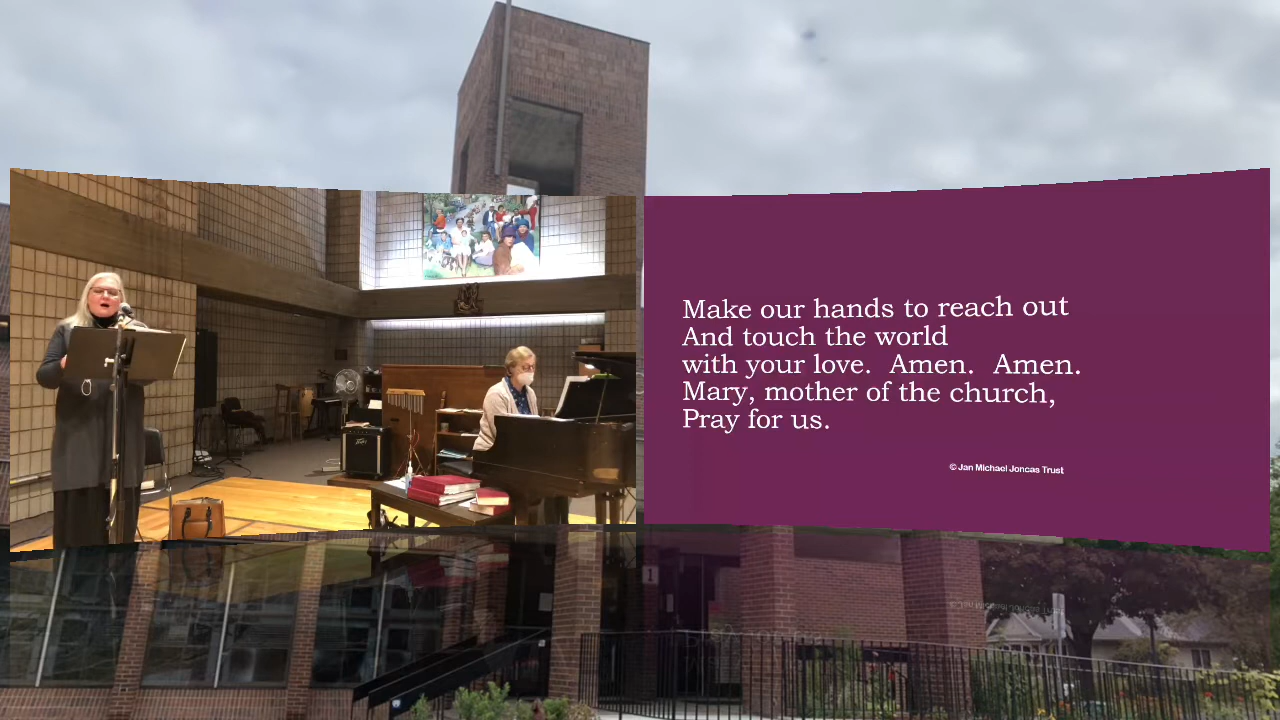 Make our hands to reach out
And touch the world
with your love.  Amen.  Amen.
Mary, mother of the church,
Pray for us.
© Jan Michael Joncas Trust
1